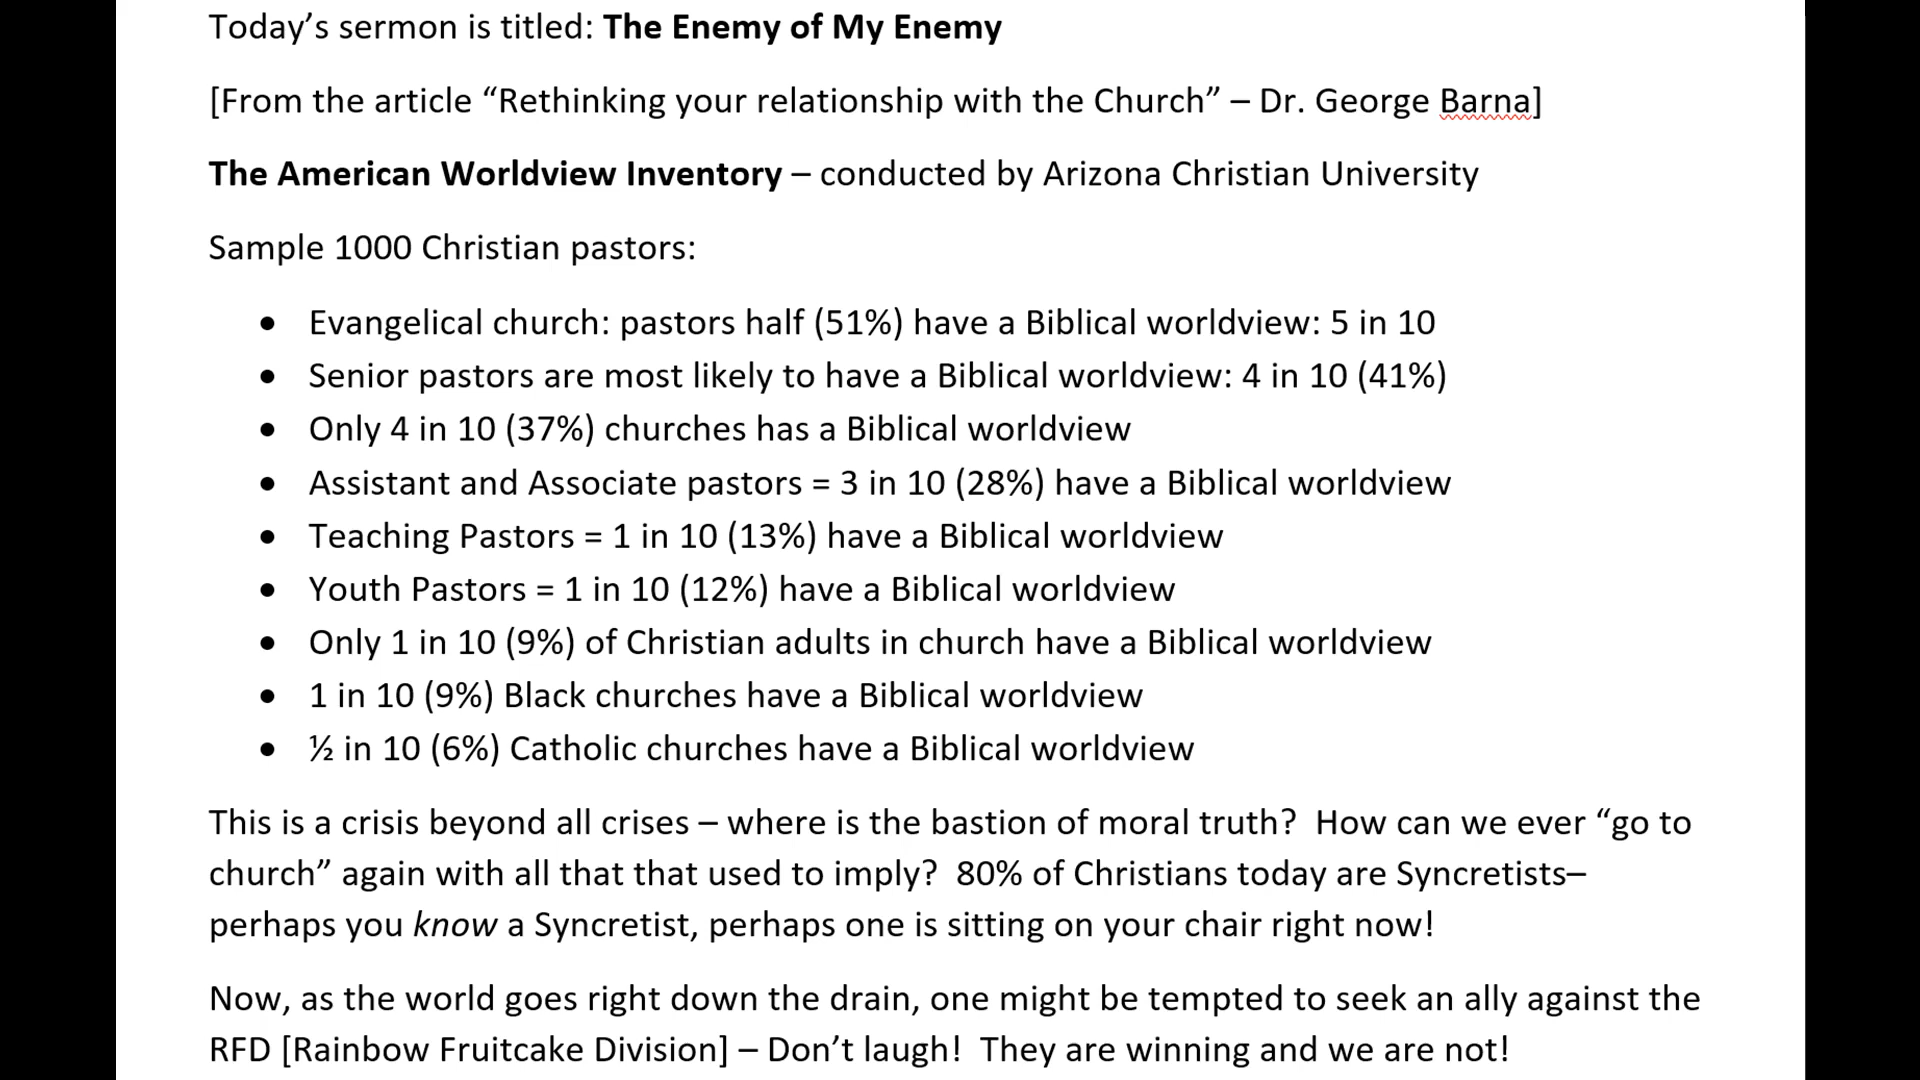 Today’s sermon is titled: The Enemy of My Enemy
[From the article “Rethinking your relationship with the Church” – Dr. George Barna]
The American Worldview Inventory – conducted by Arizona Christian University
Sample 1000 Christian pastors:
• Evangelical church: pastors half (51%) have a Biblical worldview: 5 in 10
• Senior pastors are most likely to have a Biblical worldview: 4 in 10 (41%)
• Only 4 in 10 (37%) churches has a Biblical worldview
• Assistant and Associate pastors = 3 in 10 (28%) have a Biblical worldview
• Teaching Pastors = 1 in 10 (13%) have a Biblical worldview
• Youth Pastors = 1 in 10 (12%) have a Biblical worldview
• Only 1 in 10 (9%) of Christian adults in church have a Biblical worldview
• 1 in 10 (9%) Black churches have a Biblical worldview
• ½ in 10 (6%) Catholic churches have a Biblical worldview
This is a crisis beyond all crises – where is the bastion of moral truth?  How can we ever “go to
church” again with all that that used to imply?  80% of Christians today are Syncretists–
perhaps you know a Syncretist, perhaps one is sitting on your chair right now!
Now, as the world goes right down the drain, one might be tempted to seek an ally against the
RFD [Rainbow Fruitcake Division] – Don’t laugh!  They are winning and we are not!